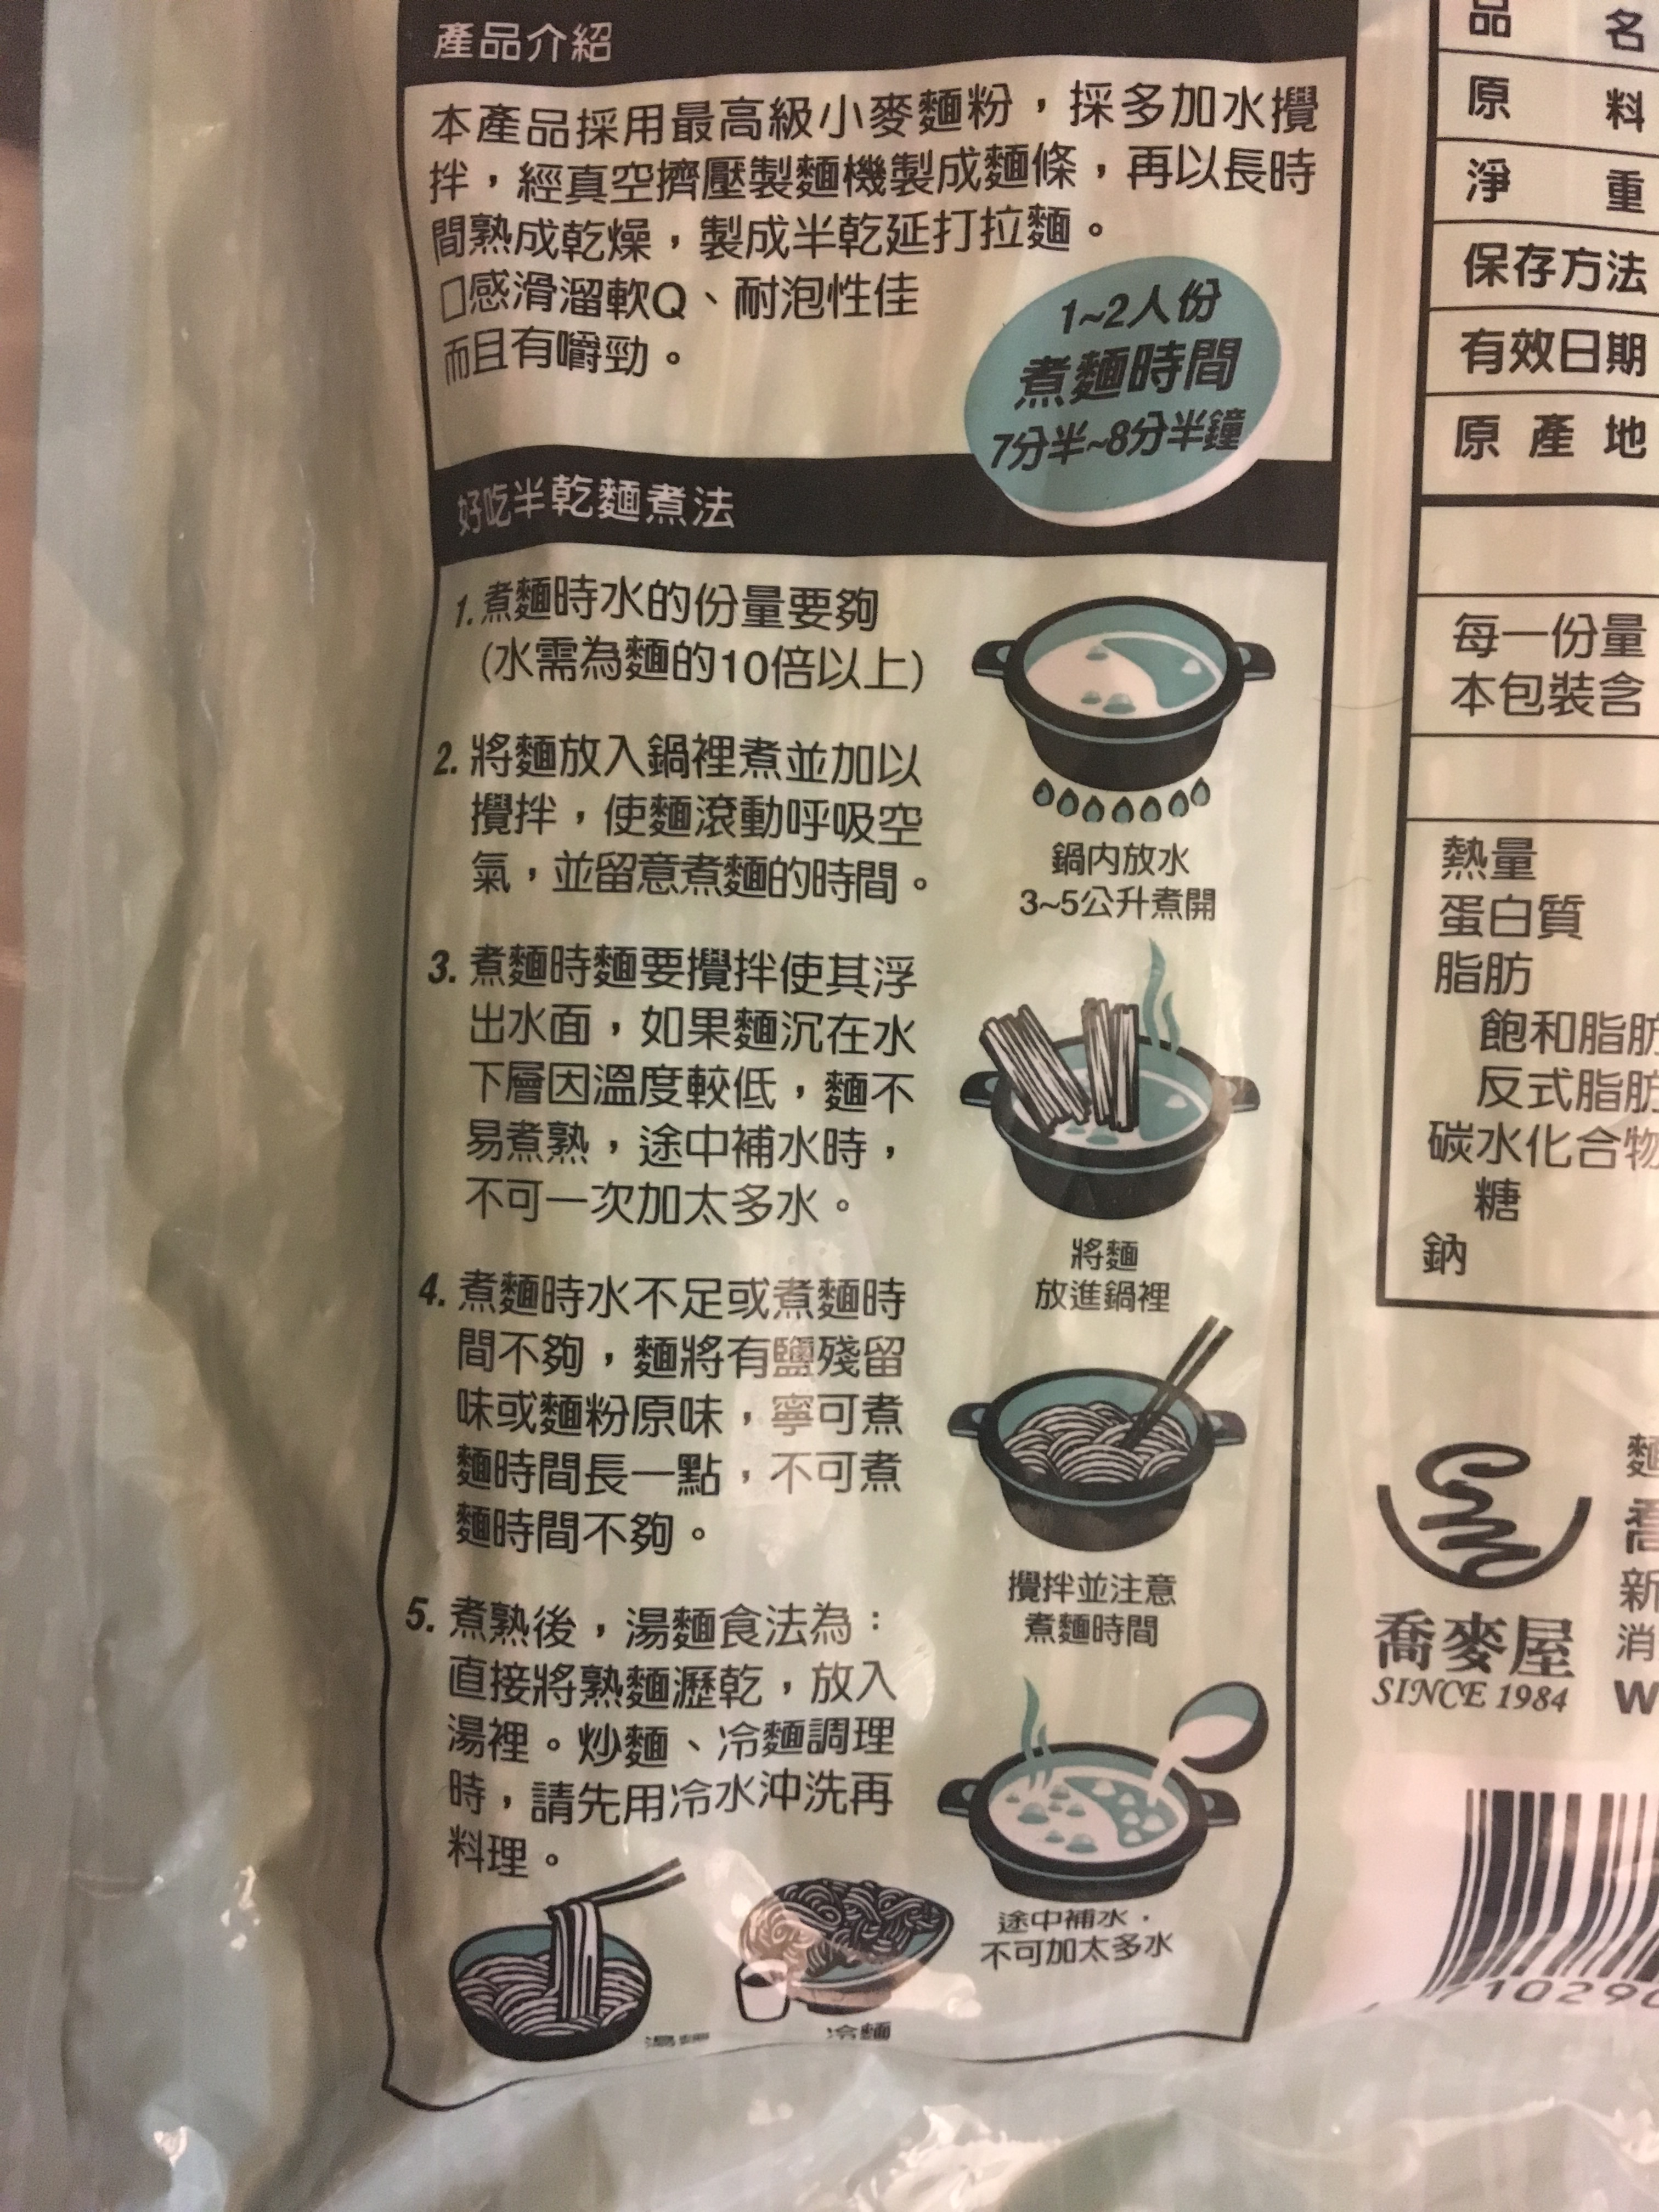 產品介紹
本產品採用最高級小麥麵粉，採多加水攪
拌，經真空擠壓製麵機製成麵條，再以長時
間熟成乾燥，製成半乾延打拉麵。
口感滑溜軟Q、耐泡性佳
而且有嚼勁。
1~2人份
煮麵時間
7分半~8分半鐘
好吃半乾麵煮法
1.煮麵時水的份量要夠
(水需為麵的10倍以上)
2.將麵放入鍋裡煮並加以
攪拌，使麵滾動呼吸空
氣，並留意煮麵的時間。
3.煮麵時麵要攪拌使其浮
出水面，如果麵沉在水
下層因溫度較低，麵不
易煮熟，途中補水時，
不可一次加太多水。
4.煮麵時水不足或煮麵時
間不夠，麵將有鹽殘留
味或麵粉原味，寧可煮
麵時間長一點，不可煮
麵時間不夠。
5.煮熟後，湯麵食法為：
直接將熟麵瀝乾，放入
湯裡。炒麵、冷麵調理
時，請先用冷水沖洗再
料理。
湯麵
冷麵
鍋內放水
3~5公升煮開
將麵
放進鍋裡
攪拌並注意
煮麵時間
途中補水，
不可加太多水
品名
原料
淨重
保存方法
有效日期
原產地
每一份量
本包裝含
熱量
蛋白質
脂肪
飽和脂肪
反式脂肪
碳水化合物
糖
鈉
喬麥屋
SINCE 1984
麵
喬
新
消
W
710290